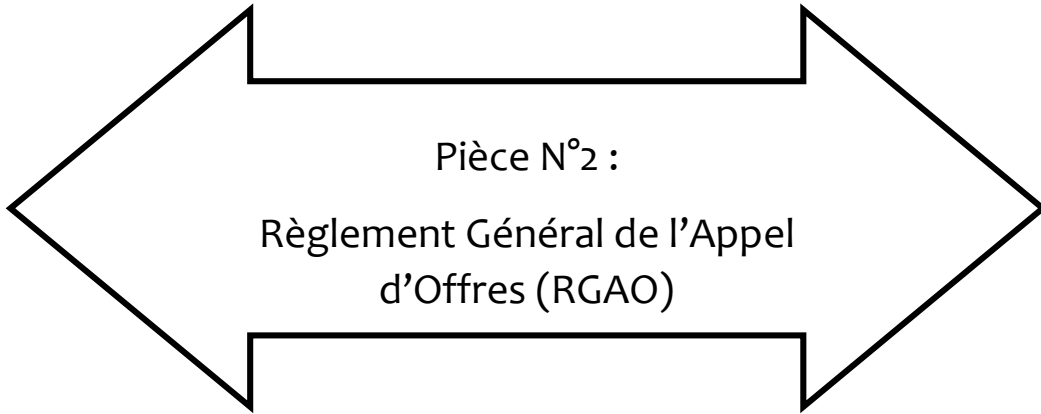 Pièce N°2 :
Règlement Général de l’Appel
d’Offres (RGAO)